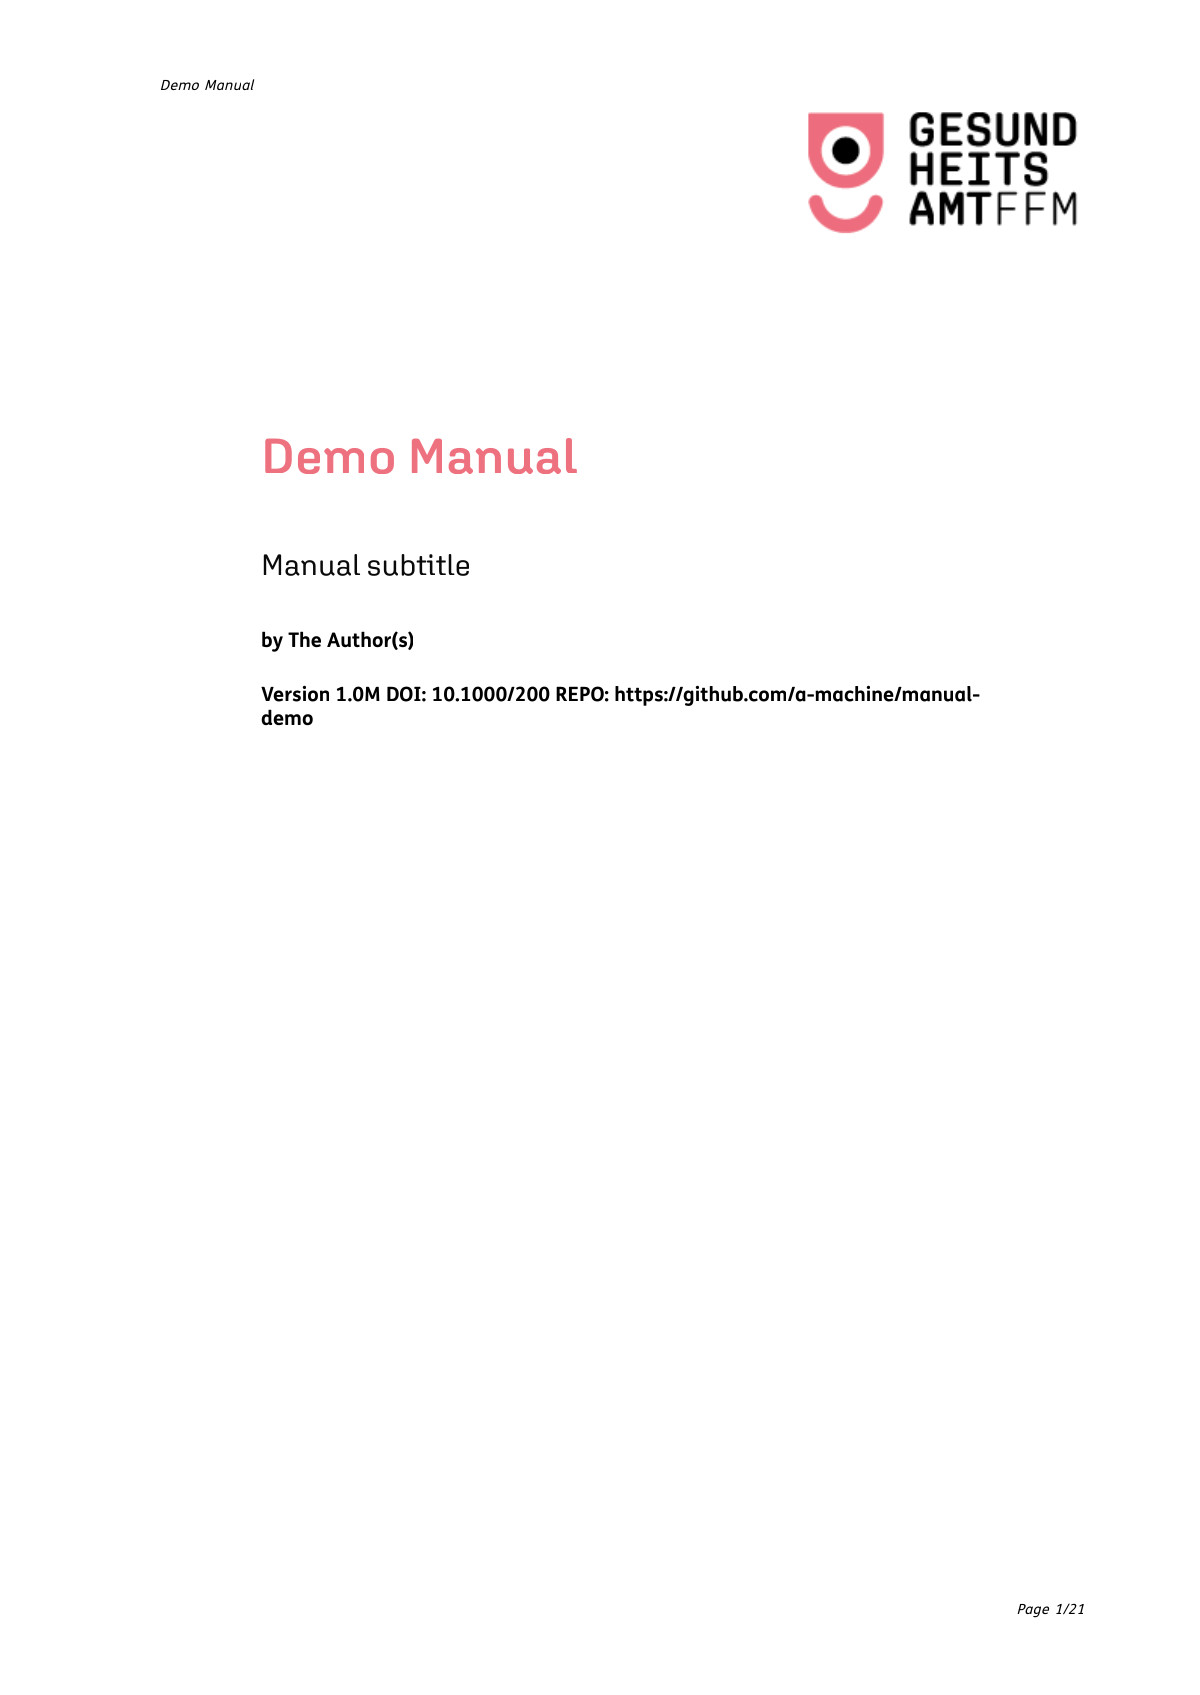 Demo Manual
GESUND
HEITS
AMTFFM
Demo Manual
Manual subtitle
by The Author(s)
Version 1.0M DOI: 10.1000/200 REPO: https://github.com/a-machine/manual-
demo
Page 1/21